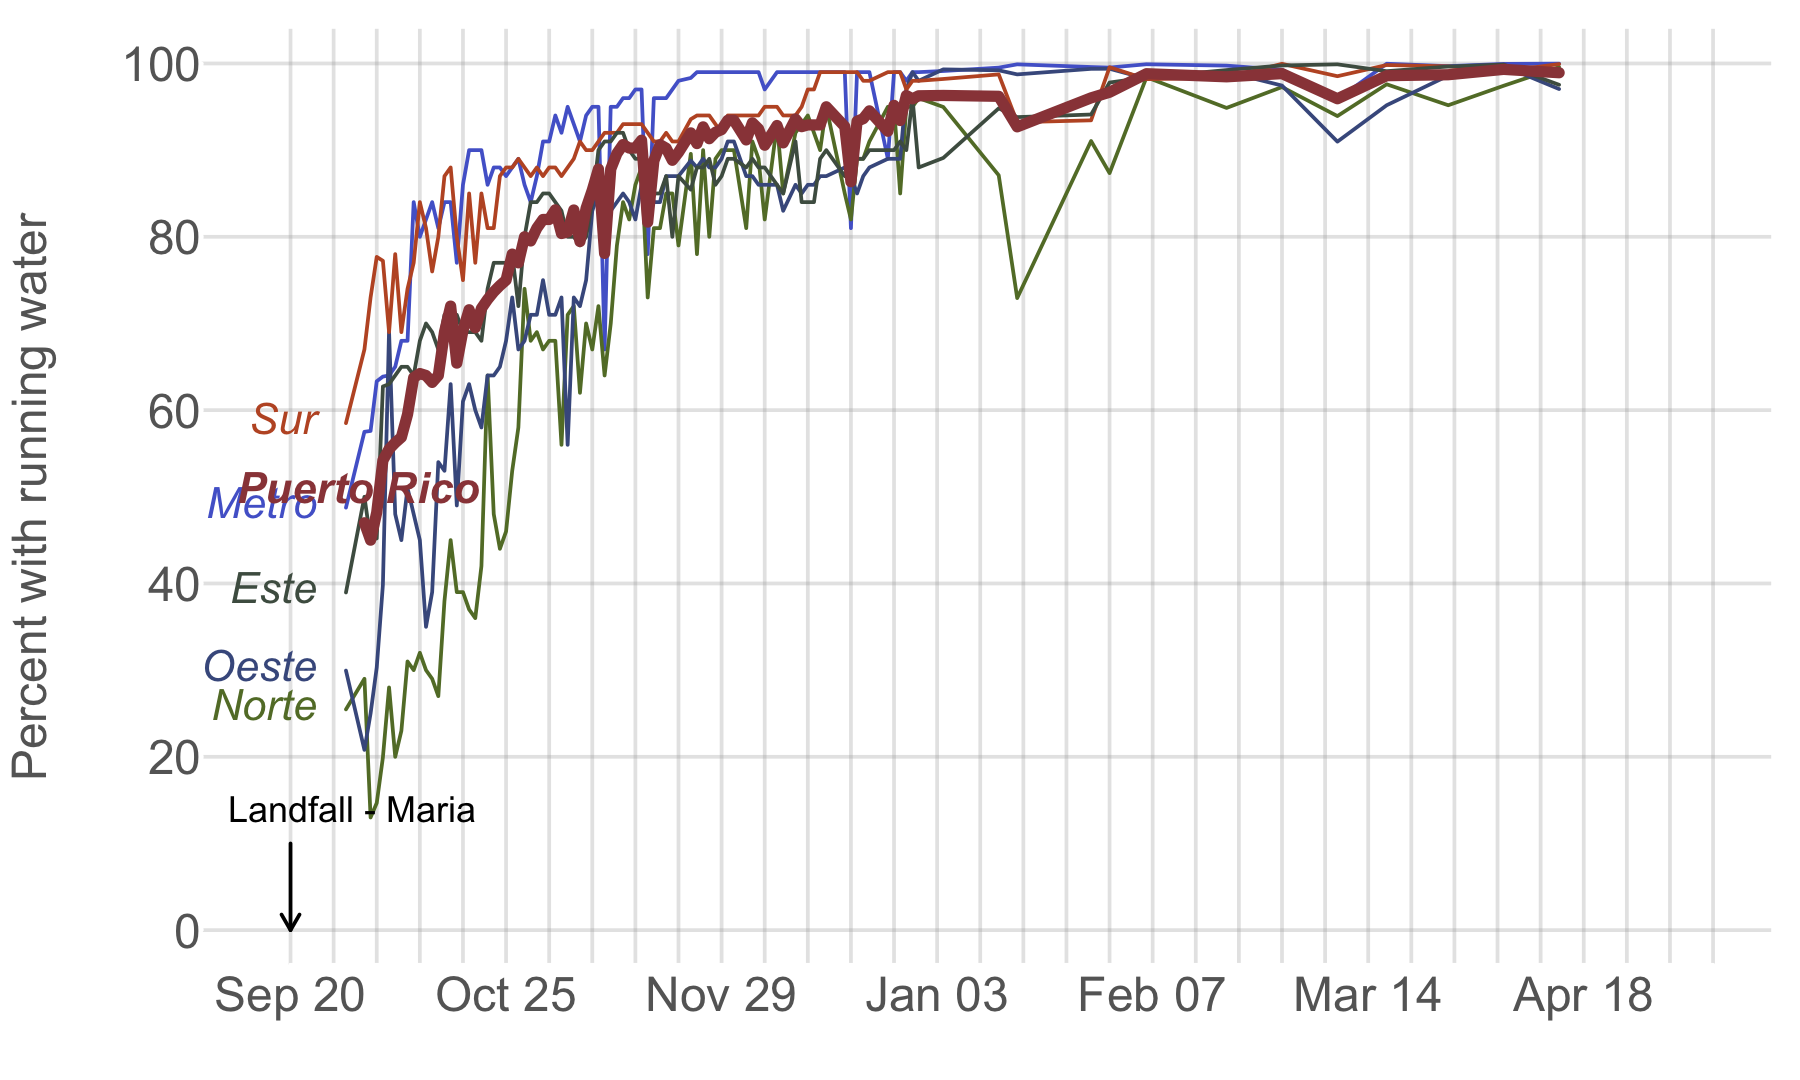 Percent with running water
100
80
60
40
20
0
Sur
Puerto Rico
Metro
Este
Oeste
Norte
Landfall - Maria
Sep 20
Oct 25
Nov 29
Jan 03
Feb 07
Mar 14
Apr 18